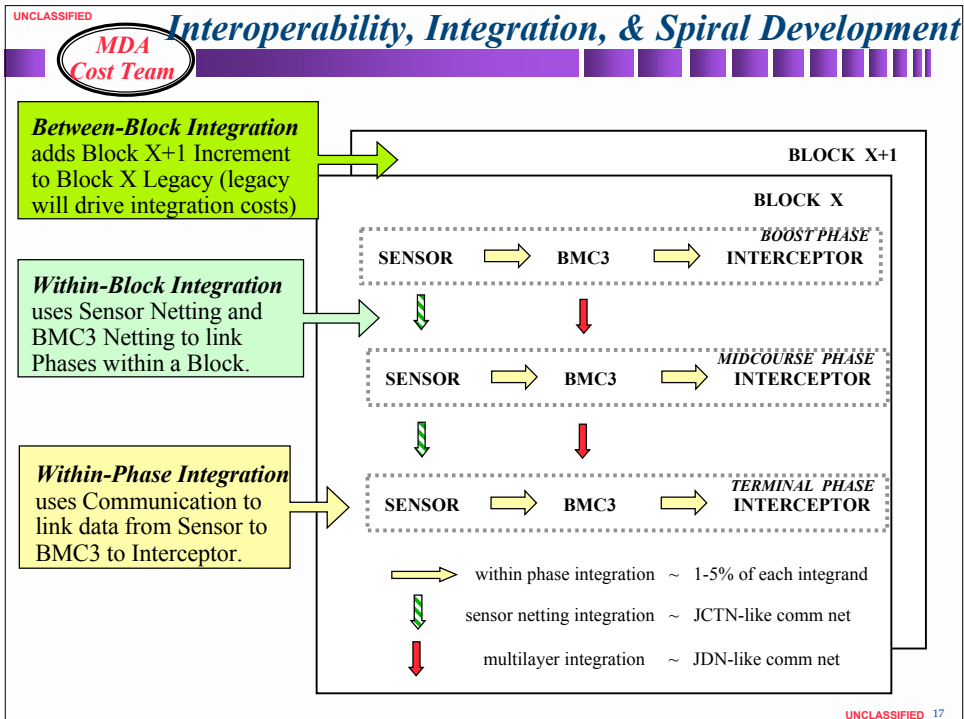 UNCLASSIFIED
Interoperability, Integration, & Spiral Development
MDA
Cost Team
Between-Block Integration
adds Block X+1 Increment
to Block X Legacy (legacy
will drive integration costs)
BLOCK X+1
BLOCK X
BOOST PHASE
SENSOR BMC3 INTERCEPTOR
Within-Block Integration
uses Sensor Netting and
BMC3 Netting to link
Phases within a Block.
MIDCOURSE PHASE
SENSOR BMC3 INTERCEPTOR
Within-Phase Integration
uses Communication to
link data from Sensor to
BMC3 to Interceptor.
TERMINAL PHASE
SENSOR BMC3 INTERCEPTOR
within phase integration ~ 1-5% of each integrand
sensor netting integration ~ JCTN-like comm net
multilayer integration ~ JDN-like comm net
UNCLASSIFIED 17